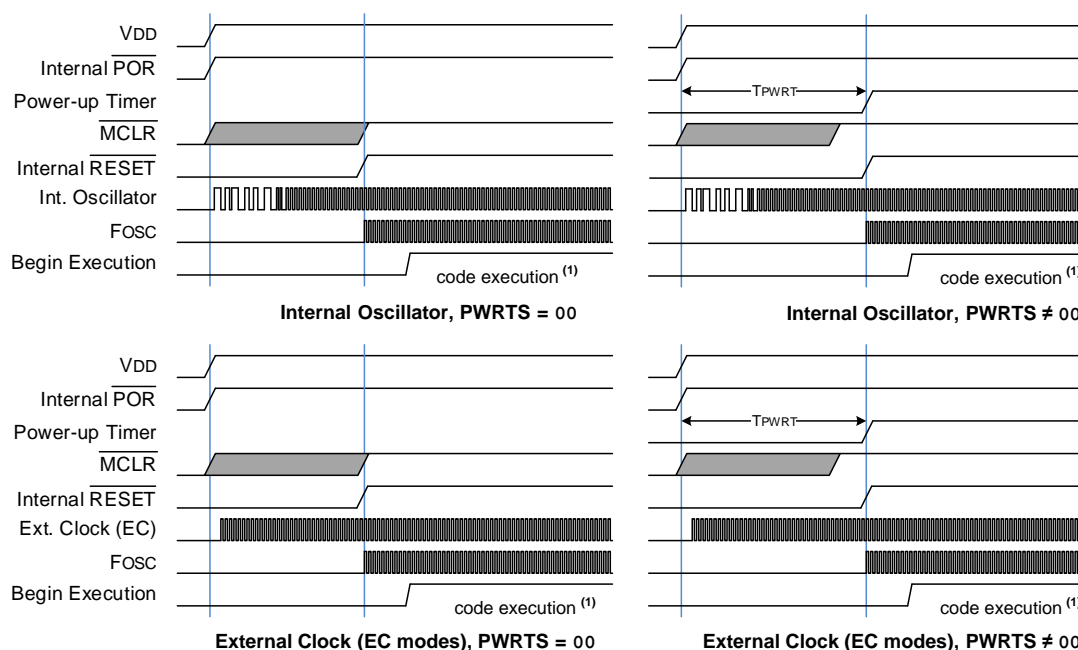 VDD
Internal POR
Power-up Timer
MCLR
Internal RESET
Int. Oscillator
FOSC
Begin Execution
code execution (1)
Internal Oscillator, PWRTS = 00
TPWRT
code execution (1)
Internal Oscillator, PWRTS ≠ 00
VDD
Internal POR
Power-up Timer
MCLR
Internal RESET
Ext. Clock (EC)
FOSC
Begin Execution
code execution (1)
External Clock (EC modes), PWRTS = 00
TPWRT
code execution (1)
External Clock (EC modes), PWRTS ≠ 00